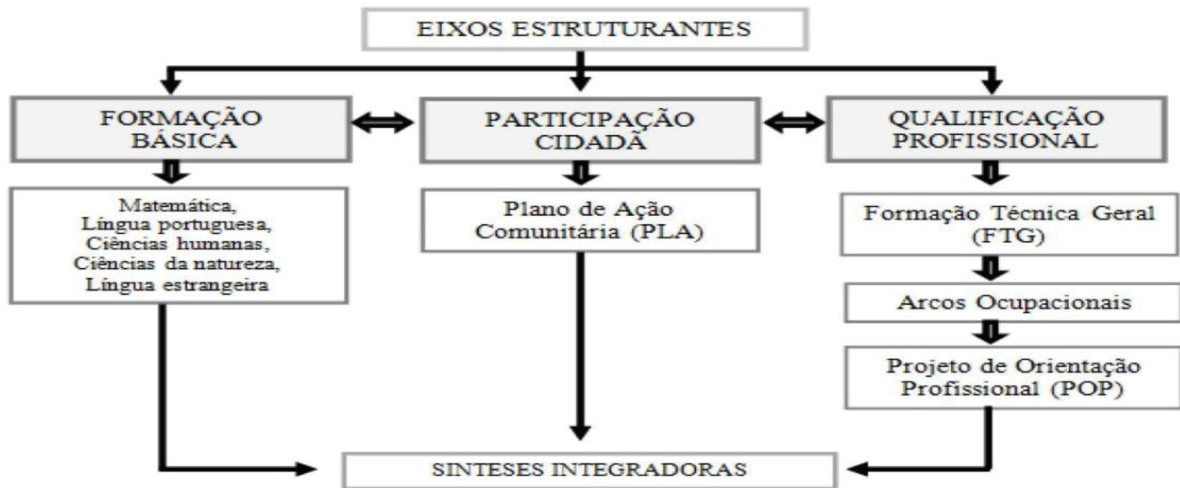 EIXOS ESTRUTURANTES
FORMAÇÃO
BÁSICA
PARTICIPAÇÃO
CIDADÃ
QUALIFICAÇÃO
PROFISSIONAL
Matemática,
Língua portuguesa,
Ciências humanas,
Ciências da natureza,
Língua estrangeira
Plano de Ação
Comunitária (PLA)
Formação Técnica Geral
(FTG)
Arcos Ocupacionais
Projeto de Orientação
Profissional (POP)
SINTESES INTEGRADORAS